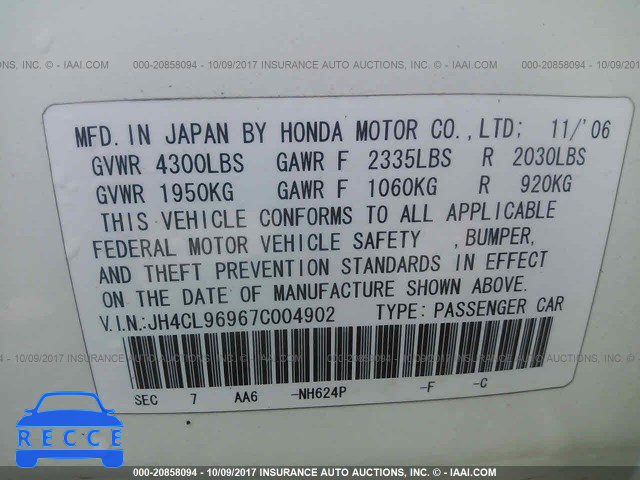 000-20858094 - 10/09/2017 INSURANCE AUTO AUCTIONS, INC. - © IAAI.COM
MFD. IN JAPAN BY HONDA MOTOR CO.,LTD; 11/'06
GVWR 4300LBS GAWR F 2335LBS R 2030LBS
GVWR 1950KG GAWR F 1060KG R 920KG
THIS VEHICLE CONFORMS TO ALL APPLICABLE
FEDERAL MOTOR VEHICLE SAFETY ,BUMPER,
AND THEFT PREVENTION STANDARDS IN EFFECT
ON THE DATE OF MANUFACTURE SHOWN ABOVE.
V.I.N.:JH4CL96967C004902 TYPE: PASSENGER CAR
SEC 7 AA6 -NH624P -F -C
000-20858094 - 10/09/2017 INSURANCE AUTO AUCTIONS, INC. - © IAAI.COM